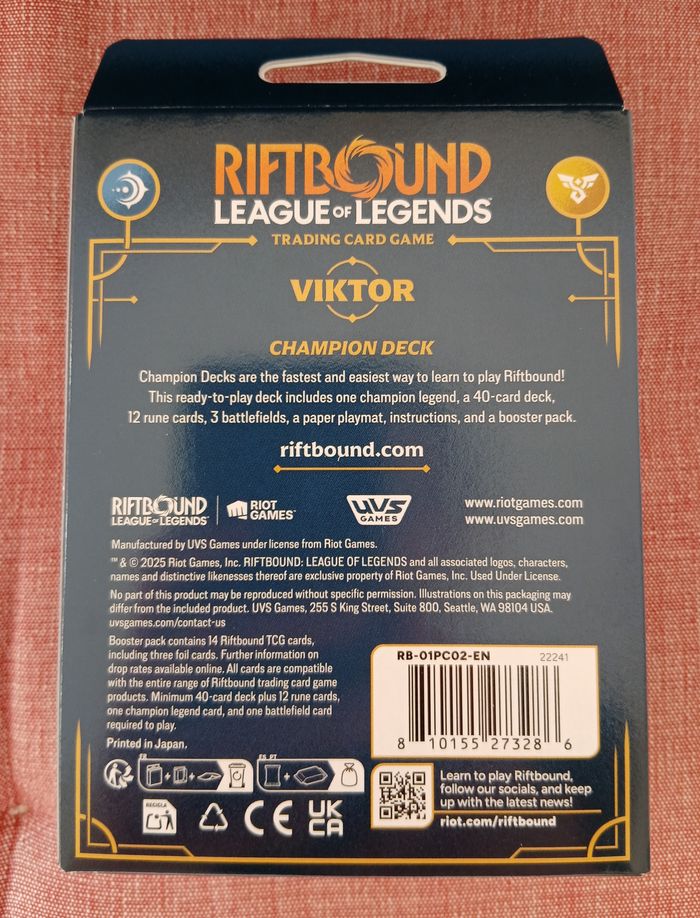 RIFTBOUND
LEAGUE OF LEGENDS
TRADING CARD GAME
VIKTOR
CHAMPION DECK
Champion Decks are the fastest and easiest way to learn to play Riftbound!
This ready-to-play deck includes one champion legend, a 40-card deck,
12 rune cards, 3 battlefields, a paper playmat, instructions, and a booster pack.
riftbound.com
RIFTBOUND
LEAGUE OF LEGENDS
RIOT
GAMES
UVS
GAMES
www.riotgames.com
www.uvsgames.com
Manufactured by UVS Games under license from Riot Games.
™ & © 2025 Riot Games, Inc. RIFTBOUND: LEAGUE OF LEGENDS and all associated logos, characters,
names and distinctive likenesses thereof are exclusive property of Riot Games, Inc. Used Under License.
No part of this product may be reproduced without specific permission. Illustrations on this packaging may
differ from the included product. UVS Games, 255 S King Street, Suite 800, Seattle, WA 98104 USA.
uvsgames.com/contact-us
Booster pack contains 14 Riftbound TCG cards,
including three foil cards. Further information on
drop rates available online. All cards are compatible
with the entire range of Riftbound trading card game
products. Minimum 40-card deck plus 12 rune cards,
one champion legend card, and one battlefield card
required to play.
Printed in Japan.
RB-01PC02-EN 22241
8 10155 27328 6
FR
ES PT
RECICLA
CE
UK
CA
Learn to play Riftbound,
follow our socials, and keep
up with the latest news!
riot.com/riftbound